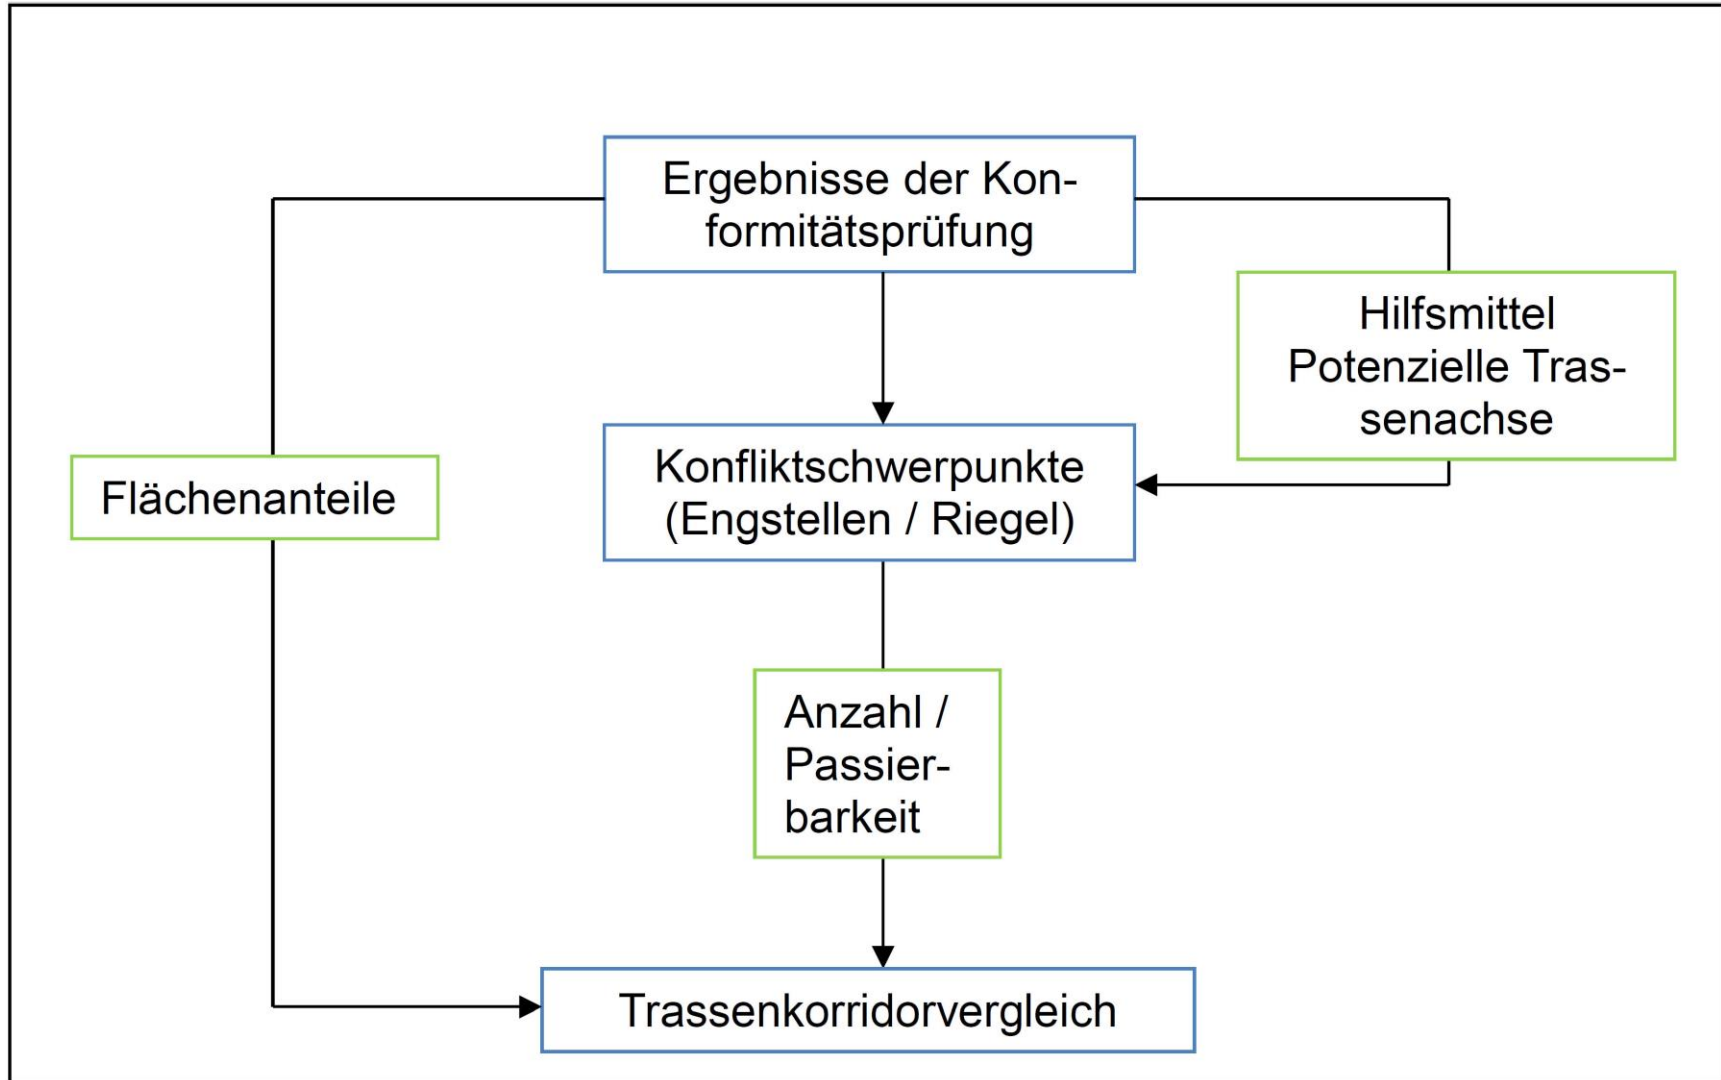 Ergebnisse der Kon-
formitätsprüfung
Hilfsmittel
Potenzielle Tras-
senachse
Konfliktschwerpunkte
(Engstellen / Riegel)
Flächenanteile
Anzahl /
Passier-
barkeit
Trassenkorridorvergleich